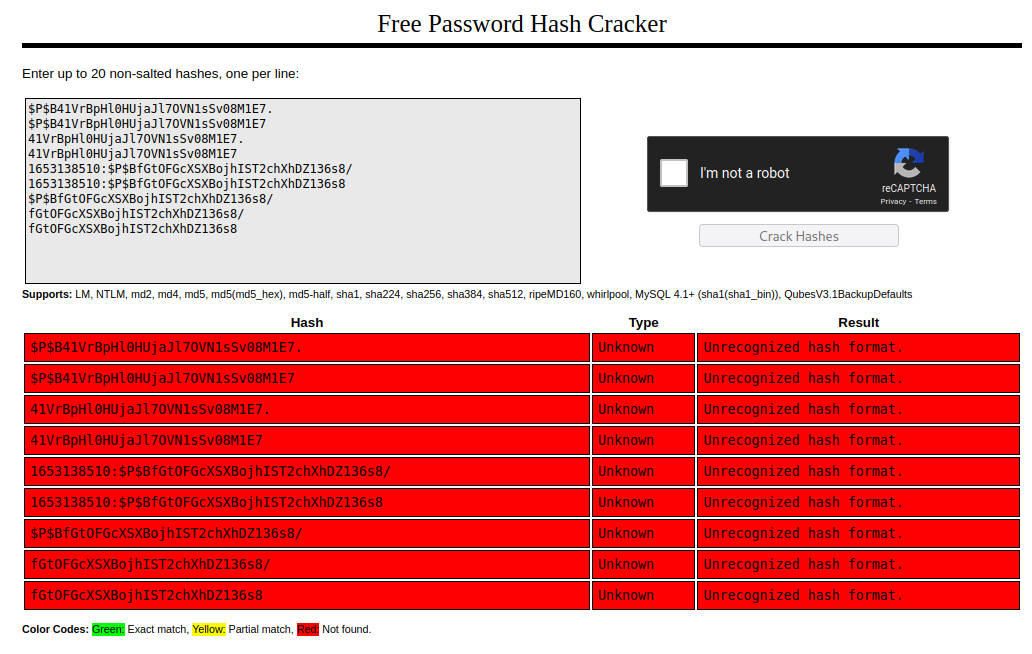 Free Password Hash Cracker
Enter up to 20 non-salted hashes, one per line:
$P$B41VrBpHl0HUjaJl7OVN1sSv08M1E7.
$P$B41VrBpHl0HUjaJl7OVN1sSv08M1E7
41VrBpHl0HUjaJl7OVN1sSv08M1E7.
41VrBpHl0HUjaJl7OVN1sSv08M1E7
1653138510:$P$BfGtOFGcXSXBojhIST2chXhDZ136s8/
1653138510:$P$BfGtOFGcXSXBojhIST2chXhDZ136s8
$P$BfGtOFGcXSXBojhIST2chXhDZ136s8/
fGtOFGcXSXBojhIST2chXhDZ136s8/
fGtOFGcXSXBojhIST2chXhDZ136s8
I'm not a robot
reCAPTCHA
Privacy - Terms
Crack Hashes
Supports: LM, NTLM, md2, md4, md5, md5(md5_hex), md5-half, sha1, sha224, sha256, sha384, sha512, ripeMD160, whirlpool, MySQL 4.1+ (sha1(sha1_bin)), QubesV3.1BackupDefaults
Hash Type Result
$P$B41VrBpHl0HUjaJl7OVN1sSv08M1E7. Unknown Unrecognized hash format.
$P$B41VrBpHl0HUjaJl7OVN1sSv08M1E7 Unknown Unrecognized hash format.
41VrBpHl0HUjaJl7OVN1sSv08M1E7. Unknown Unrecognized hash format.
41VrBpHl0HUjaJl7OVN1sSv08M1E7 Unknown Unrecognized hash format.
1653138510:$P$BfGtOFGcXSXBojhIST2chXhDZ136s8/ Unknown Unrecognized hash format.
1653138510:$P$BfGtOFGcXSXBojhIST2chXhDZ136s8 Unknown Unrecognized hash format.
$P$BfGtOFGcXSXBojhIST2chXhDZ136s8/ Unknown Unrecognized hash format.
fGtOFGcXSXBojhIST2chXhDZ136s8/ Unknown Unrecognized hash format.
fGtOFGcXSXBojhIST2chXhDZ136s8 Unknown Unrecognized hash format.
Color Codes: Green: Exact match, Yellow: Partial match, Red: Not found.